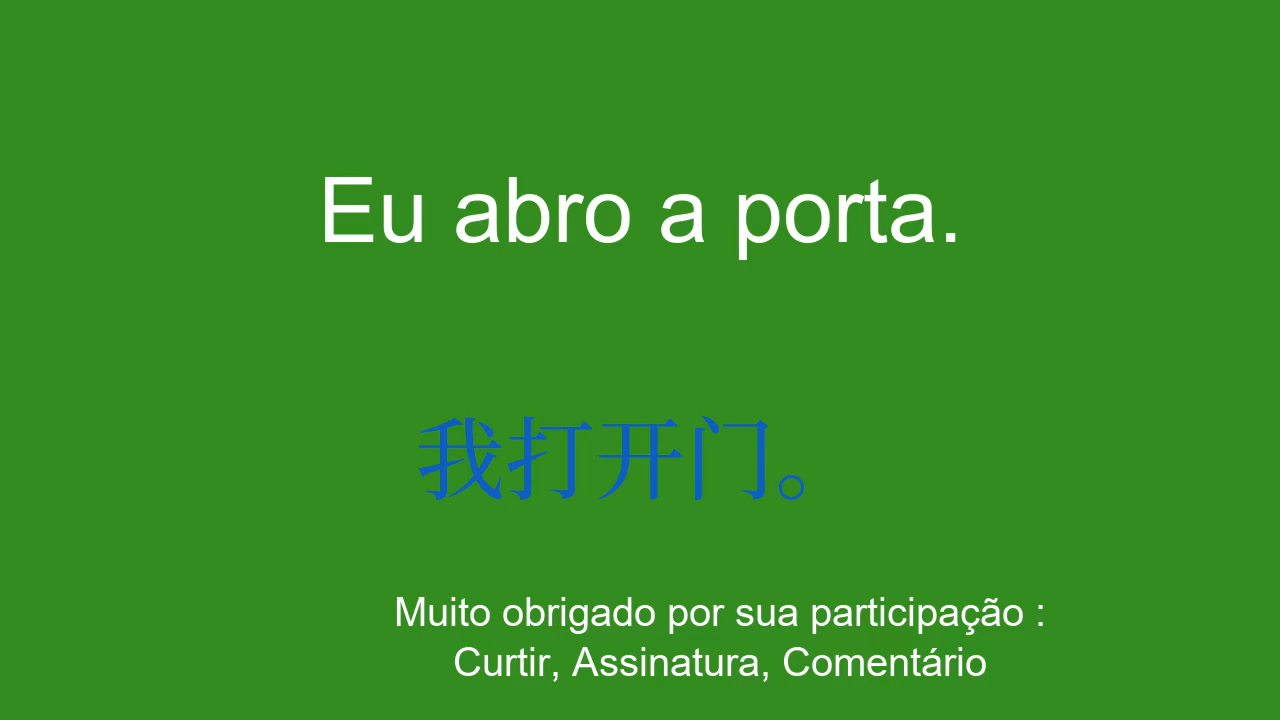 Eu abro a porta.
我打开门。
Muito obrigado por sua participação :
Curtir, Assinatura, Comentário